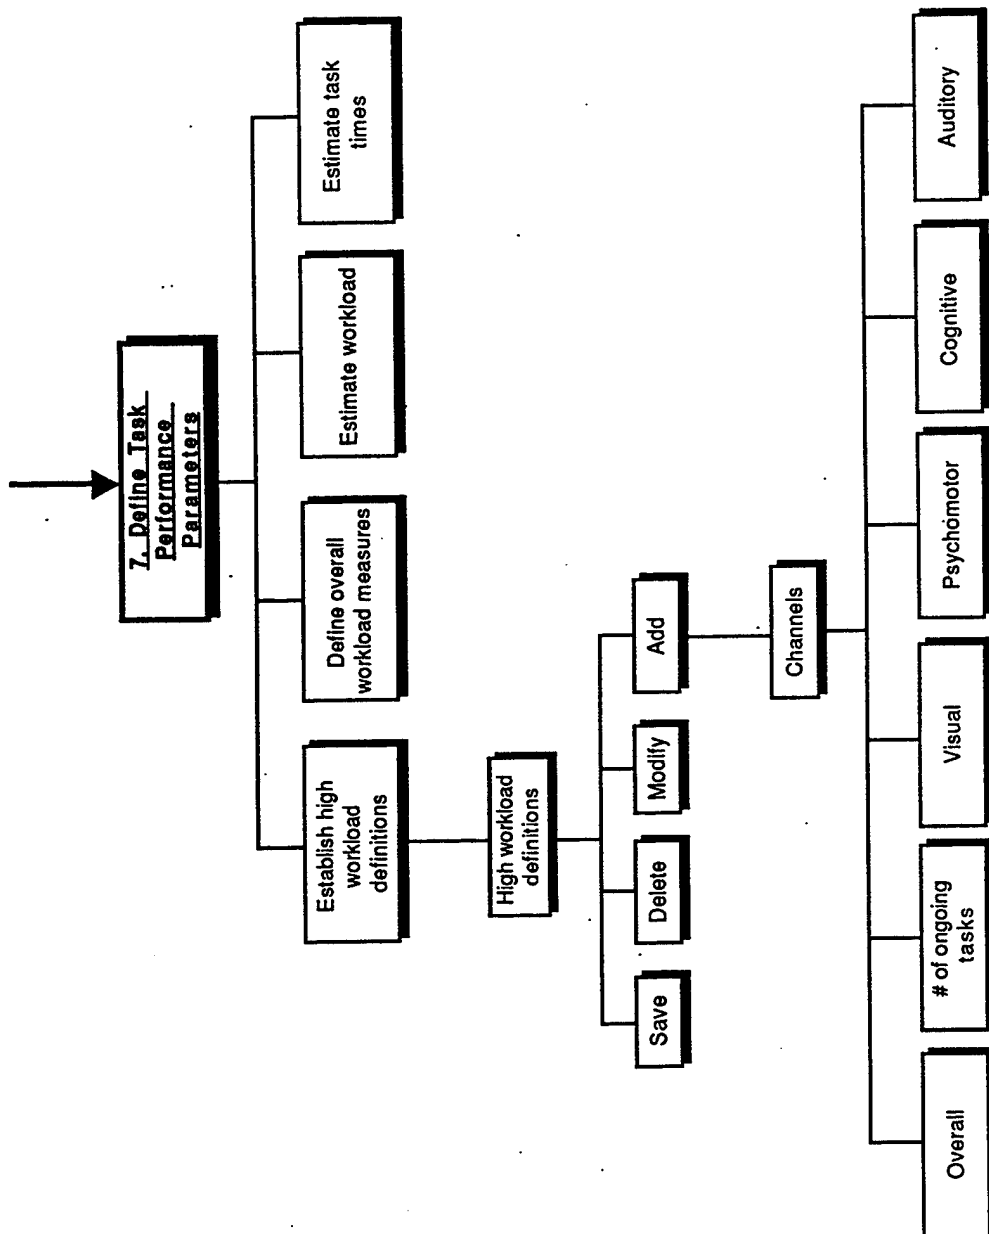 7. Define Task
Performance
Parameters
Establish high
workload
definitions
Define overall
workload measures
Estimate workload
Estimate task
times
High workload
definitions
Save
Delete
Modify
Add
Channels
Overall
# of ongoing
tasks
Visual
Psychomotor
Cognitive
Auditory